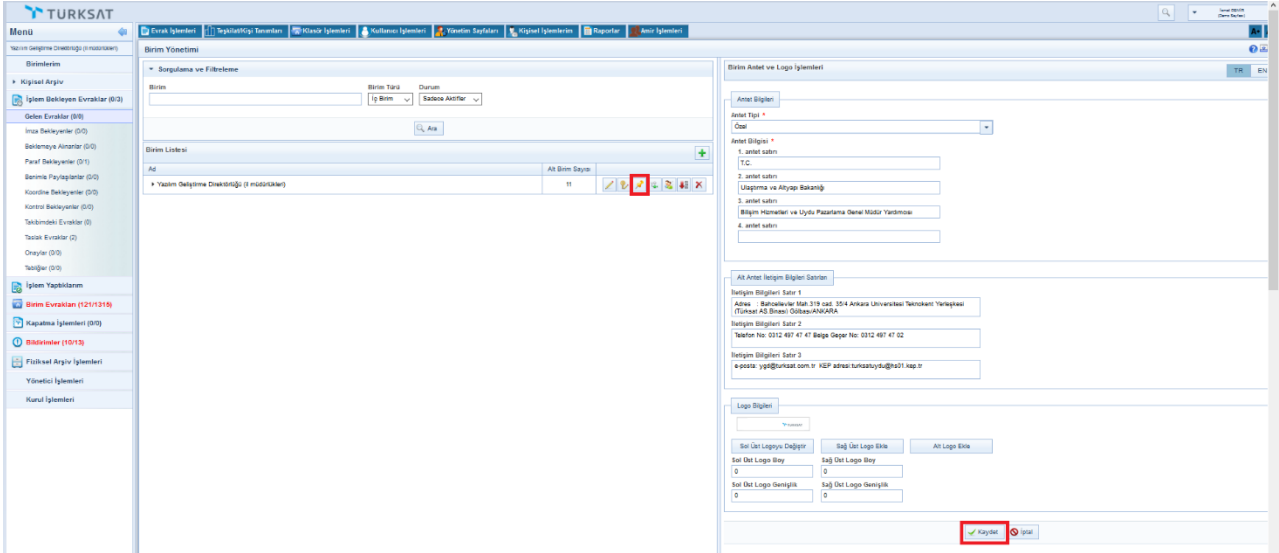 TURKSAT
Menü
Yazılım Geliştirme Direktörlüğü (il müdürlükleri)
Birimlerim
Kişisel Arşiv
İşlem Bekleyen Evraklar (0/3)
Gelen Evraklar (0/0)
İmza Bekleyenler (0/0)
Beklemeye Alınanlar (0/0)
Paraf Bekleyenler (0/1)
Benimle Paylaşılanlar (0/0)
Koordine Bekleyenler (0/0)
Kontrol Bekleyenler (0/0)
Takibimdeki Evraklar (0)
Taslak Evraklar (2)
Onaylar (0/0)
Tebliğler (0/0)
İşlem Yaptıklarım
Birim Evrakları (121/1315)
Kapatma İşlemleri (0/0)
Bildirimler (10/13)
Fiziksel Arşiv İşlemleri
Yönetici İşlemleri
Kurul İşlemleri
Evrak İşlemleri Teşkilat/Kişi Tanımları Klasör İşlemleri Kullanıcı İşlemleri Yönetim Sayfaları Kişisel İşlemlerim Raporlar Amir İşlemleri
A+
Birim Yönetimi
Sorgulama ve Filtreleme
Birim Birim Türü Durum
İç Birim Sadece Aktifler
Ara
Birim Listesi
Ad Alt Birim Sayısı
Yazılım Geliştirme Direktörlüğü (il müdürlükleri) 11
Birim Antet ve Logo İşlemleri
TR EN
Antet Bilgileri
Antet Tipi *
Özel
Antet Bilgisi *
1. antet satırı
T.C.
2. antet satırı
Ulaştırma ve Altyapı Bakanlığı
3. antet satırı
Bilişim Hizmetleri ve Uydu Pazarlama Genel Müdür Yardımcısı
4. antet satırı
Alt Antet İletişim Bilgileri Satırları
İletişim Bilgileri Satır 1
Adres : Bahcelievler Mah 319 cad. 35/4 Ankara Universitesi Teknokent Yerleşkesi
(Türksat AS Binası) Gölbası/ANKARA
İletişim Bilgileri Satır 2
Telefon No: 0312 497 47 47 Belge Geçer No: 0312 497 47 02
İletişim Bilgileri Satır 3
e-posta: ygd@turksat.com.tr KEP adresi:turksatuydu@hs01.kep.tr
Logo Bilgileri
Sol Üst Logoyu Değiştir Sağ Üst Logo Ekle Alt Logo Ekle
Sol Üst Logo Boy Sağ Üst Logo Boy
0 0
Sol Üst Logo Genişlik Sağ Üst Logo Genişlik
0 0
Kaydet İptal